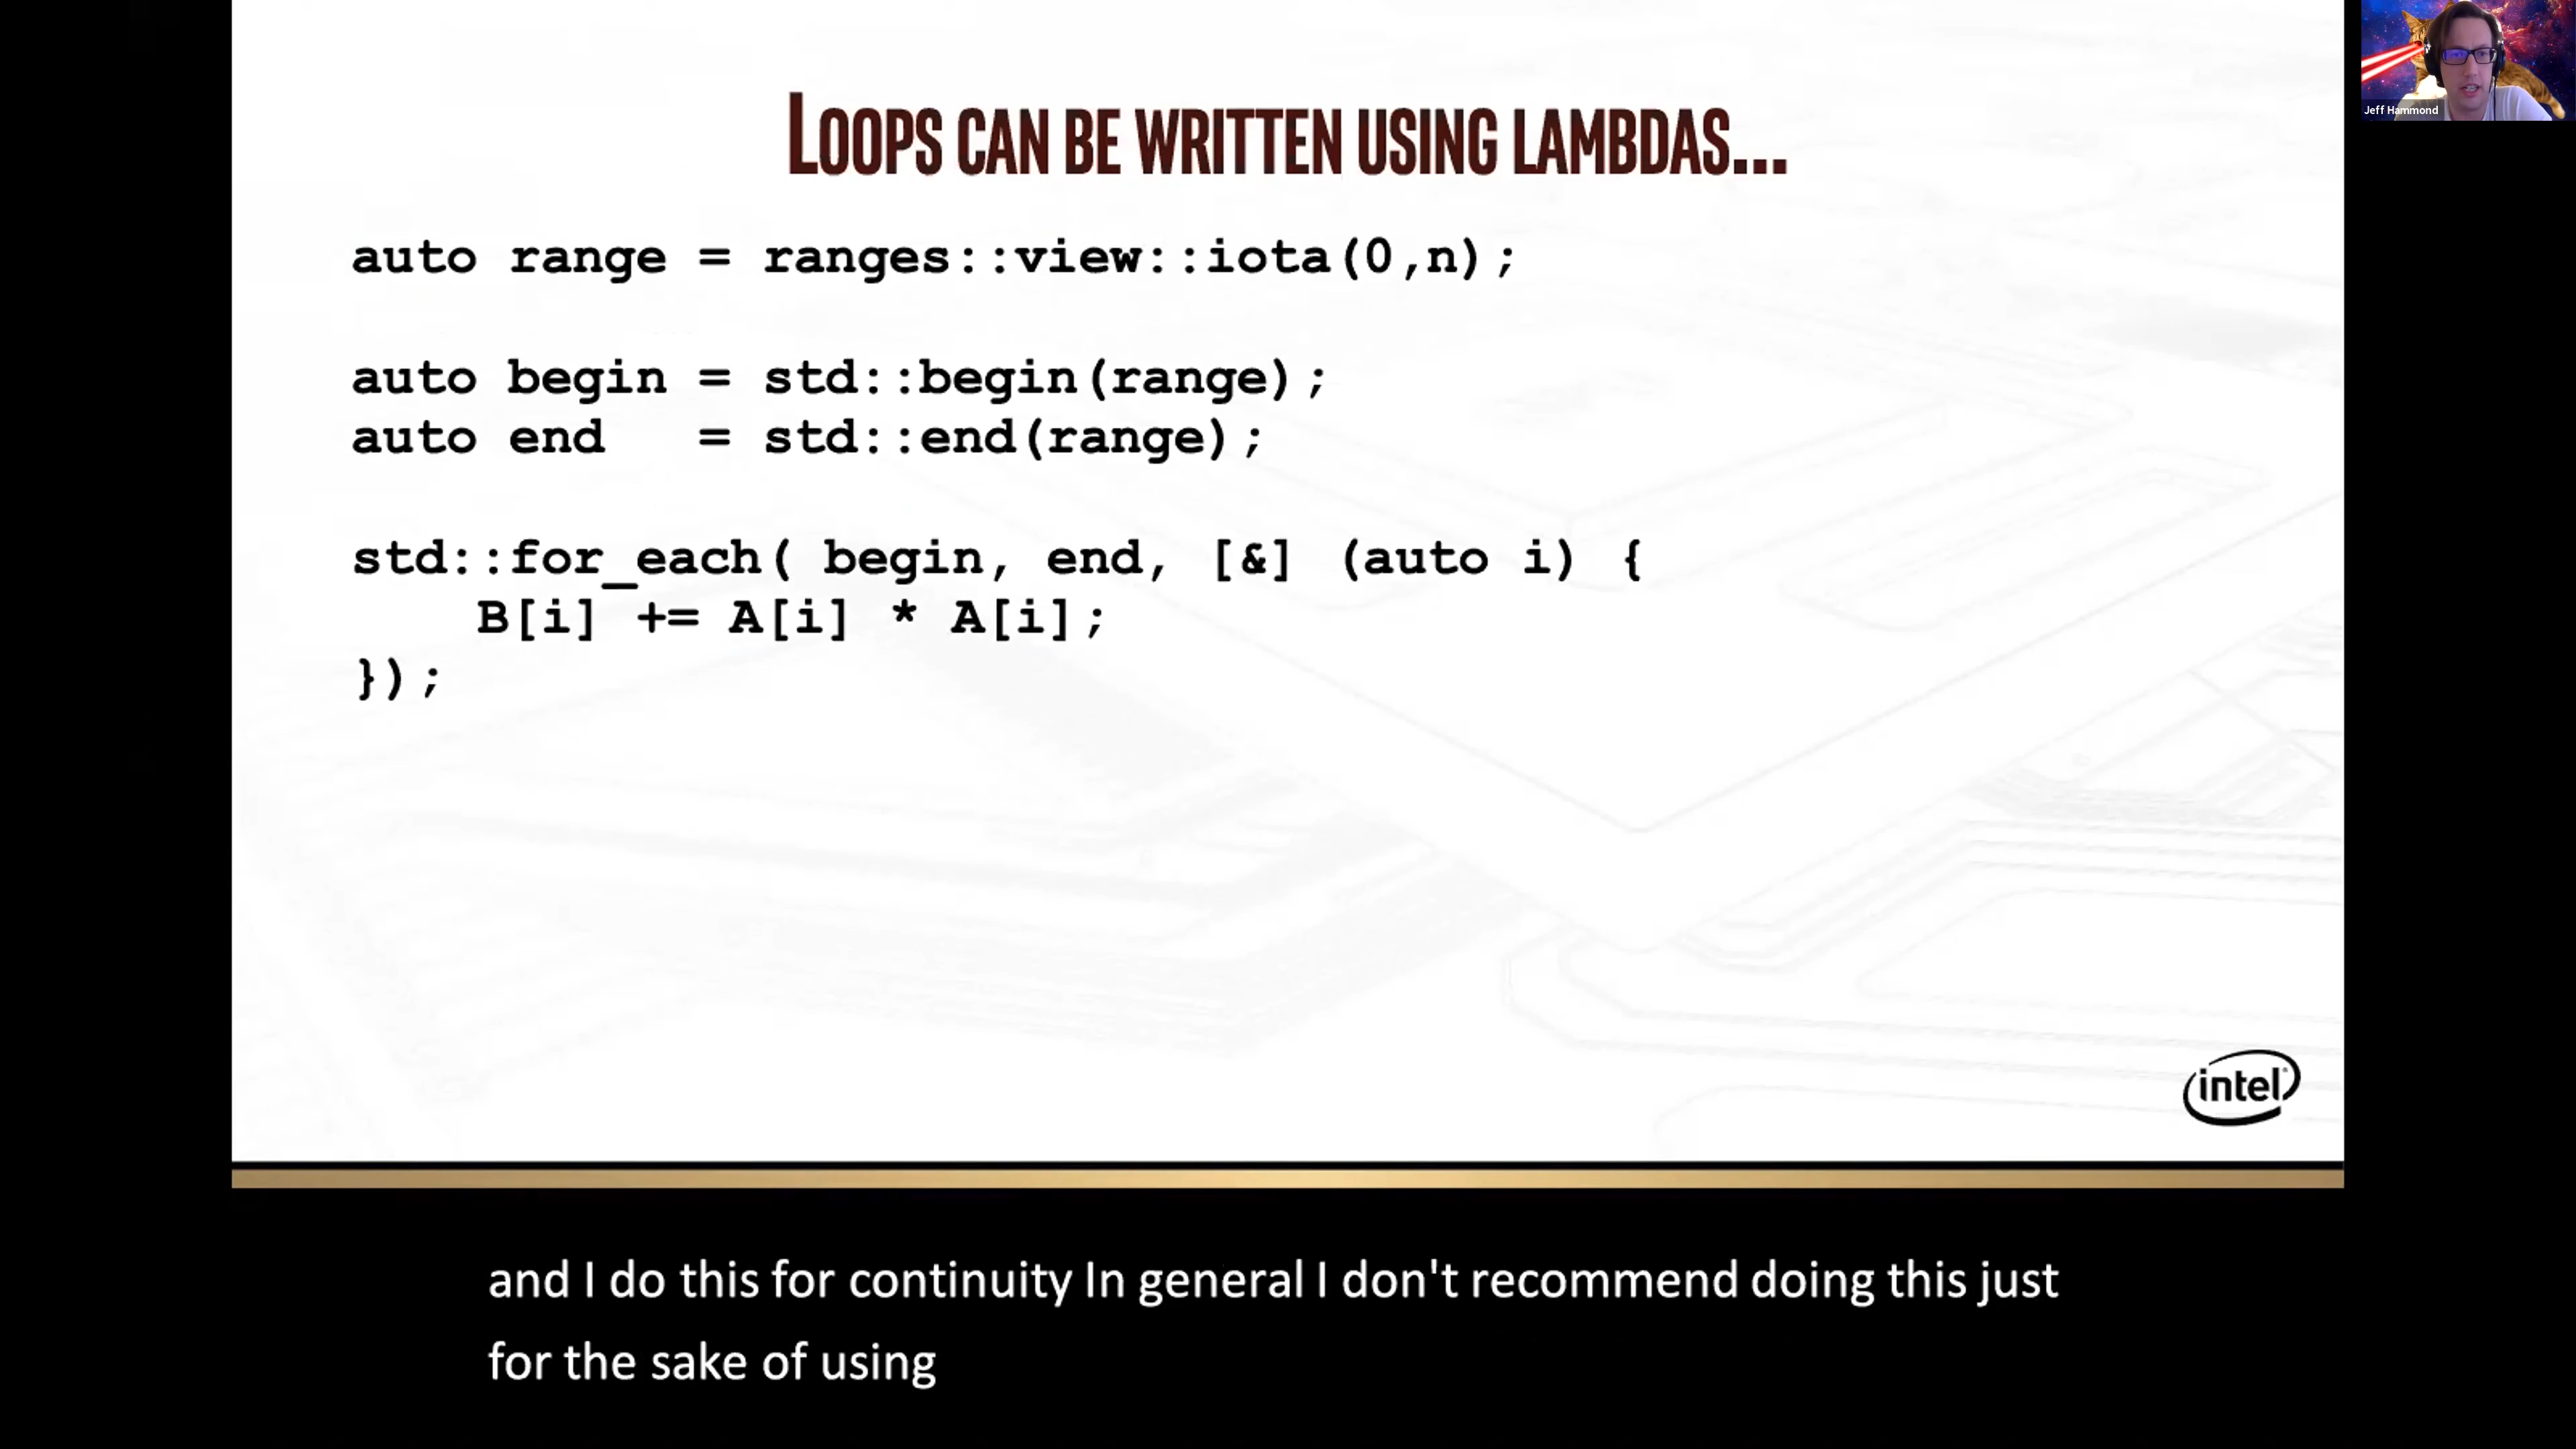 LOOPS CAN BE WRITTEN USING LAMBDAS...
auto range = ranges::view::iota(0,n);
auto begin = std::begin(range);
auto end   = std::end(range);
std::for_each( begin, end, [&] (auto i) {
    B[i] += A[i] * A[i];
});
intel
Jeff Hammond
and I do this for continuity In general I don't recommend doing this just
for the sake of using